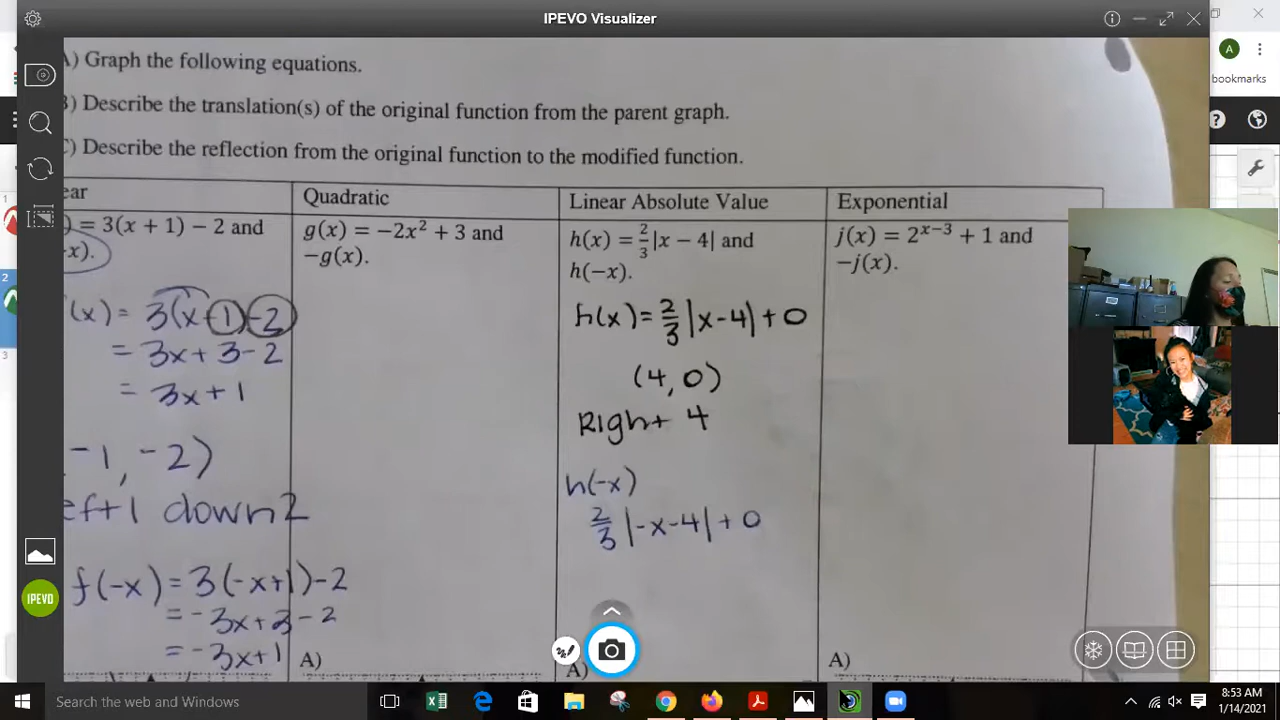 IPEVO Visualizer
A
bookmarks
) Graph the following equations.
) Describe the translation(s) of the original function from the parent graph.
) Describe the reflection from the original function to the modified function.
ear
Quadratic
Linear Absolute Value
Exponential
) = 3(x + 1) − 2 and
x).
g(x) = −2x² + 3 and
−g(x).
h(x) = 2/3|x − 4| and
h(−x).
j(x) = 2^(x−3) + 1 and
−j(x).
(x) = 3(x-1)-2
= 3x+3-2
= 3x+1
-1, -2)
eft 1 down 2
f(-x) = 3(-x+1)-2
= -3x+3-2
= -3x+1
A)
h(x) = 2/3 |x-4| + 0
(4, 0)
Right 4
h(-x)
2/3 |-x-4| + 0
A)
A)
1
2
3
IPEVO
Search the web and Windows
8:53 AM
1/14/2021